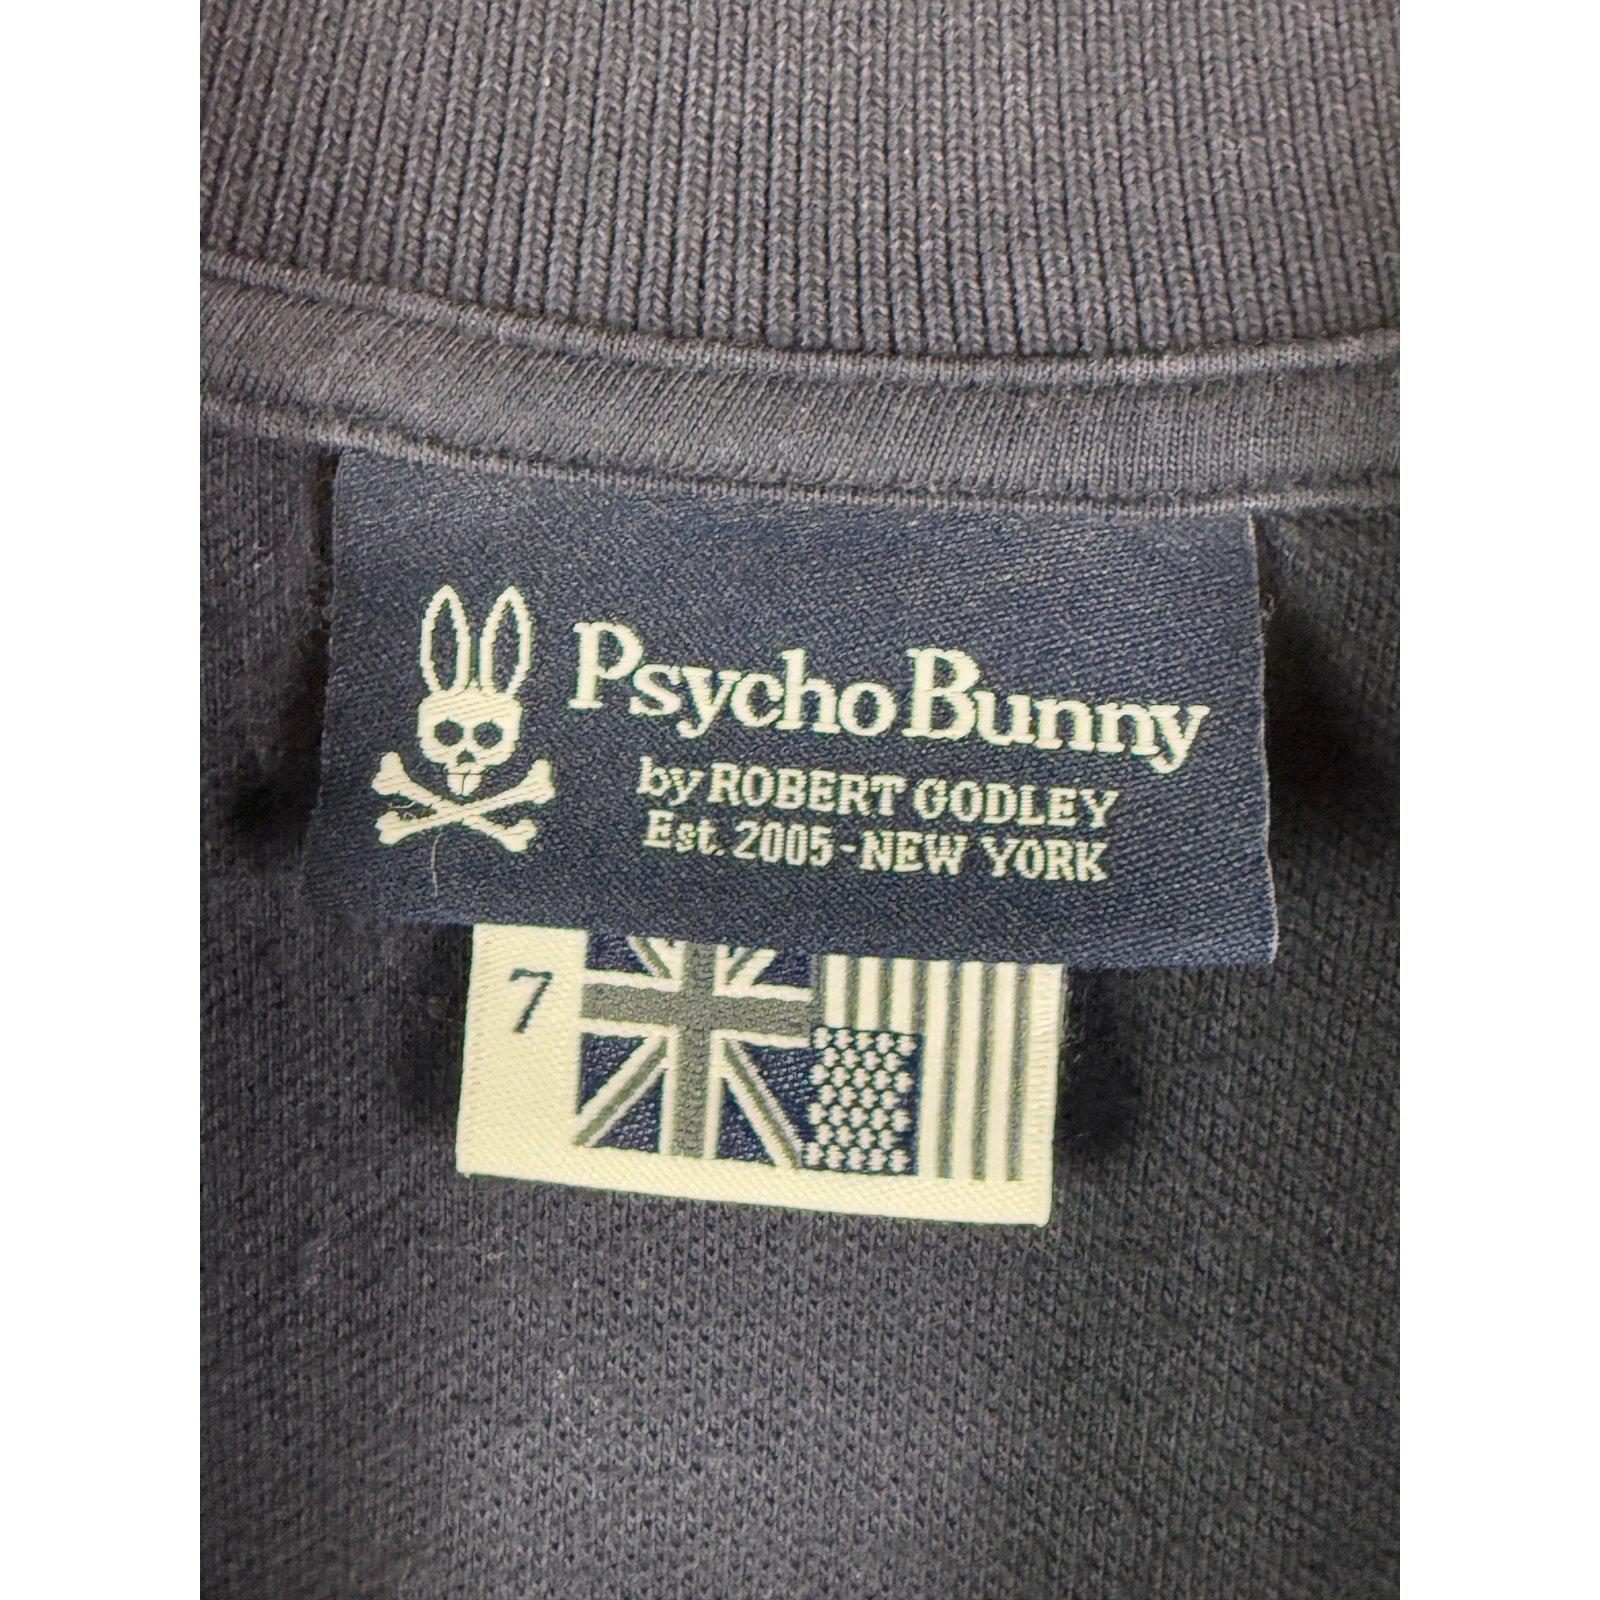 Psycho Bunny
by ROBERT GODLEY
Est. 2005 - NEW YORK
7